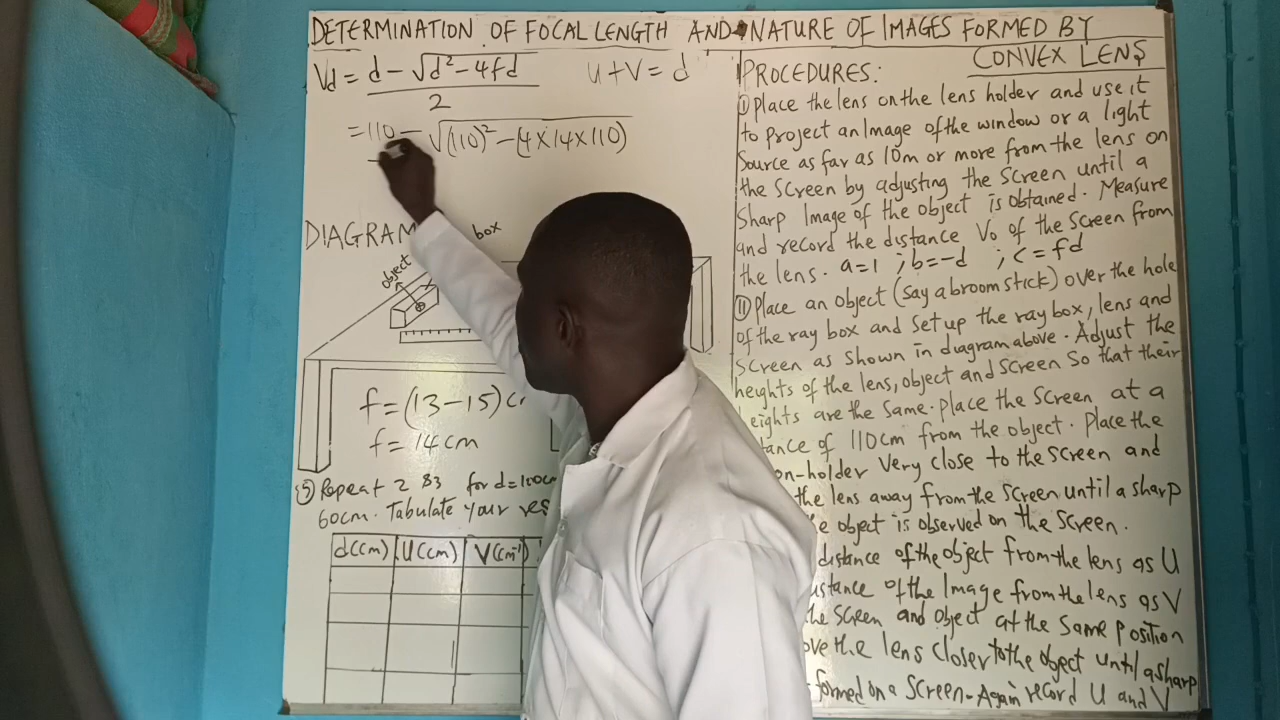 DETERMINATION OF FOCAL LENGTH AND NATURE OF IMAGES FORMED BY
CONVEX LENS
Vd = d - √d² - 4fd
2
U + V = d
= 110 - √(110)² - (4 x 14 x 110)
DIAGRAM
box
object
f = (13 - 15) c
f = 14 cm
5) Repeat 2 &3 for d=100cm
60cm. Tabulate your res
d(cm) U(cm) V(cm⁻¹)
PROCEDURES:
(i) Place the lens on the lens holder and use it
to project an Image of the window or a light
Source as far as 10m or more from the lens on
the Screen by adjusting the Screen until a
Sharp Image of the object is obtained. Measure
and record the distance Vo of the Screen from
the lens. a=1 ; b=-d ; c = fd
(ii) Place an object (say a broom stick) over the hole
of the ray box and Set up the ray box, lens and
Screen as Shown in diagram above. Adjust the
heights of the lens, object and Screen So that their
eights are the Same. Place the Screen at a
tance of 110cm from the object. Place the
on-holder Very close to the Screen and
the lens away from the Screen until a sharp
e object is observed on the Screen.
distance of the object from the lens as U
istance of the Image from the lens as V
the Screen and Object at the Same position
ove the lens closer to the object until a sharp
formed on a Screen. Again record U and V